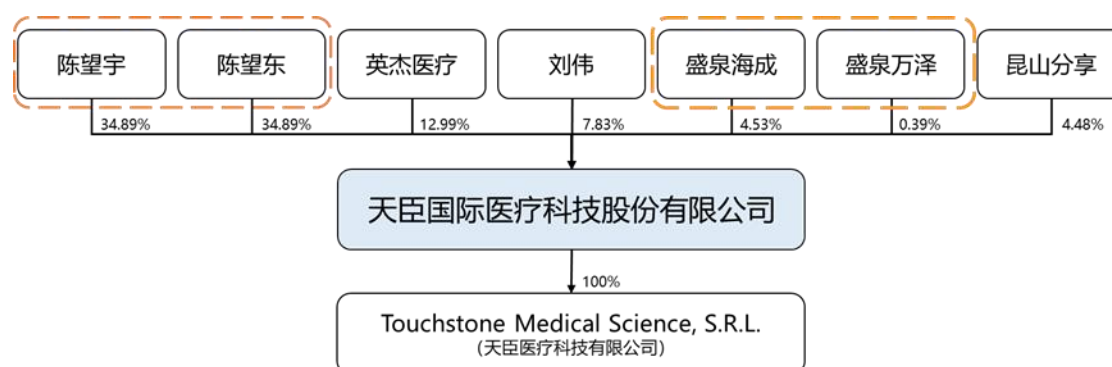 陈望宇
陈望东
英杰医疗
刘伟
盛泉海成
盛泉万泽
昆山分享
34.89%
34.89%
12.99%
7.83%
4.53%
0.39%
4.48%
天臣国际医疗科技股份有限公司
100%
Touchstone Medical Science, S.R.L.
(天臣医疗科技有限公司)